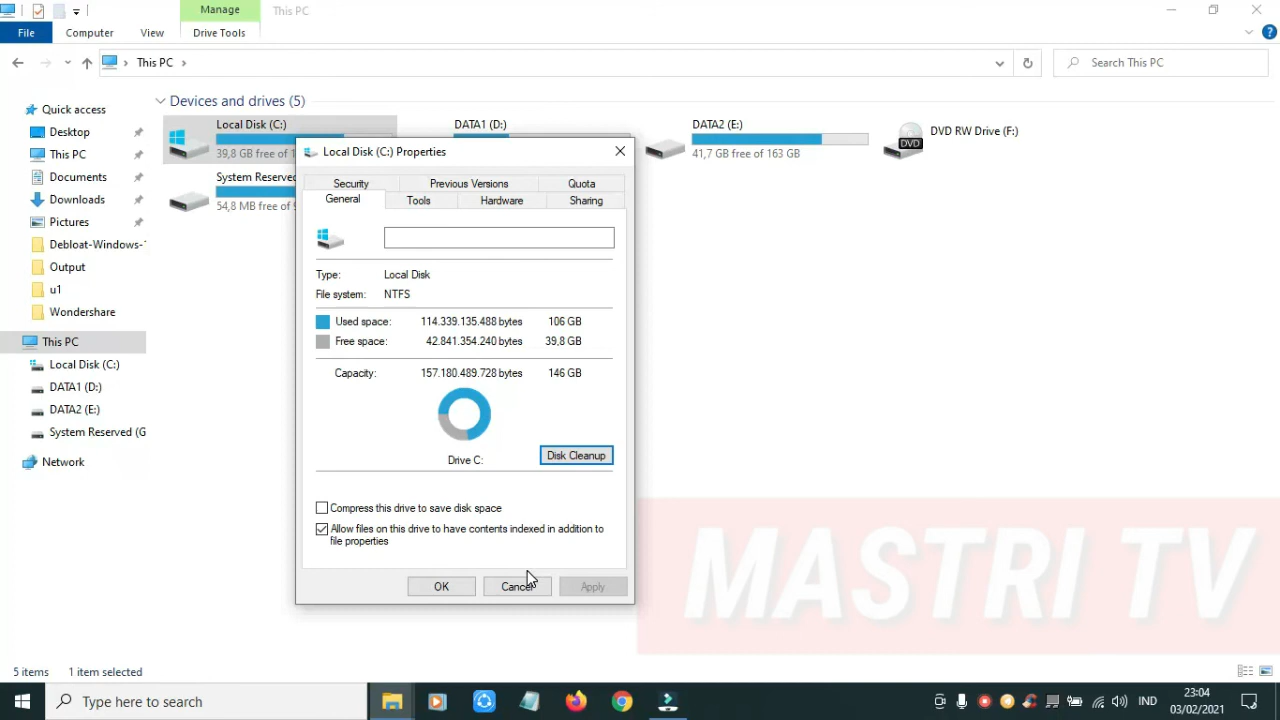 Manage
This PC
File
Computer
View
Drive Tools
This PC
Search This PC
Quick access
Desktop
This PC
Documents
Downloads
Pictures
Debloat-Windows-1
Output
u1
Wondershare
This PC
Local Disk (C:)
DATA1 (D:)
DATA2 (E:)
System Reserved (G
Network
Devices and drives (5)
Local Disk (C:)
39,8 GB free of 1
DATA1 (D:)
DATA2 (E:)
41,7 GB free of 163 GB
DVD RW Drive (F:)
DVD
System Reserved
54,8 MB free of
Local Disk (C:) Properties
Security
Previous Versions
Quota
General
Tools
Hardware
Sharing
Type: Local Disk
File system: NTFS
Used space: 114.339.135.488 bytes 106 GB
Free space: 42.841.354.240 bytes 39,8 GB
Capacity: 157.180.489.728 bytes 146 GB
Drive C:
Disk Cleanup
Compress this drive to save disk space
Allow files on this drive to have contents indexed in addition to
file properties
OK
Cancel
Apply
MASTRI TV
5 items
1 item selected
Type here to search
IND
23:04
03/02/2021